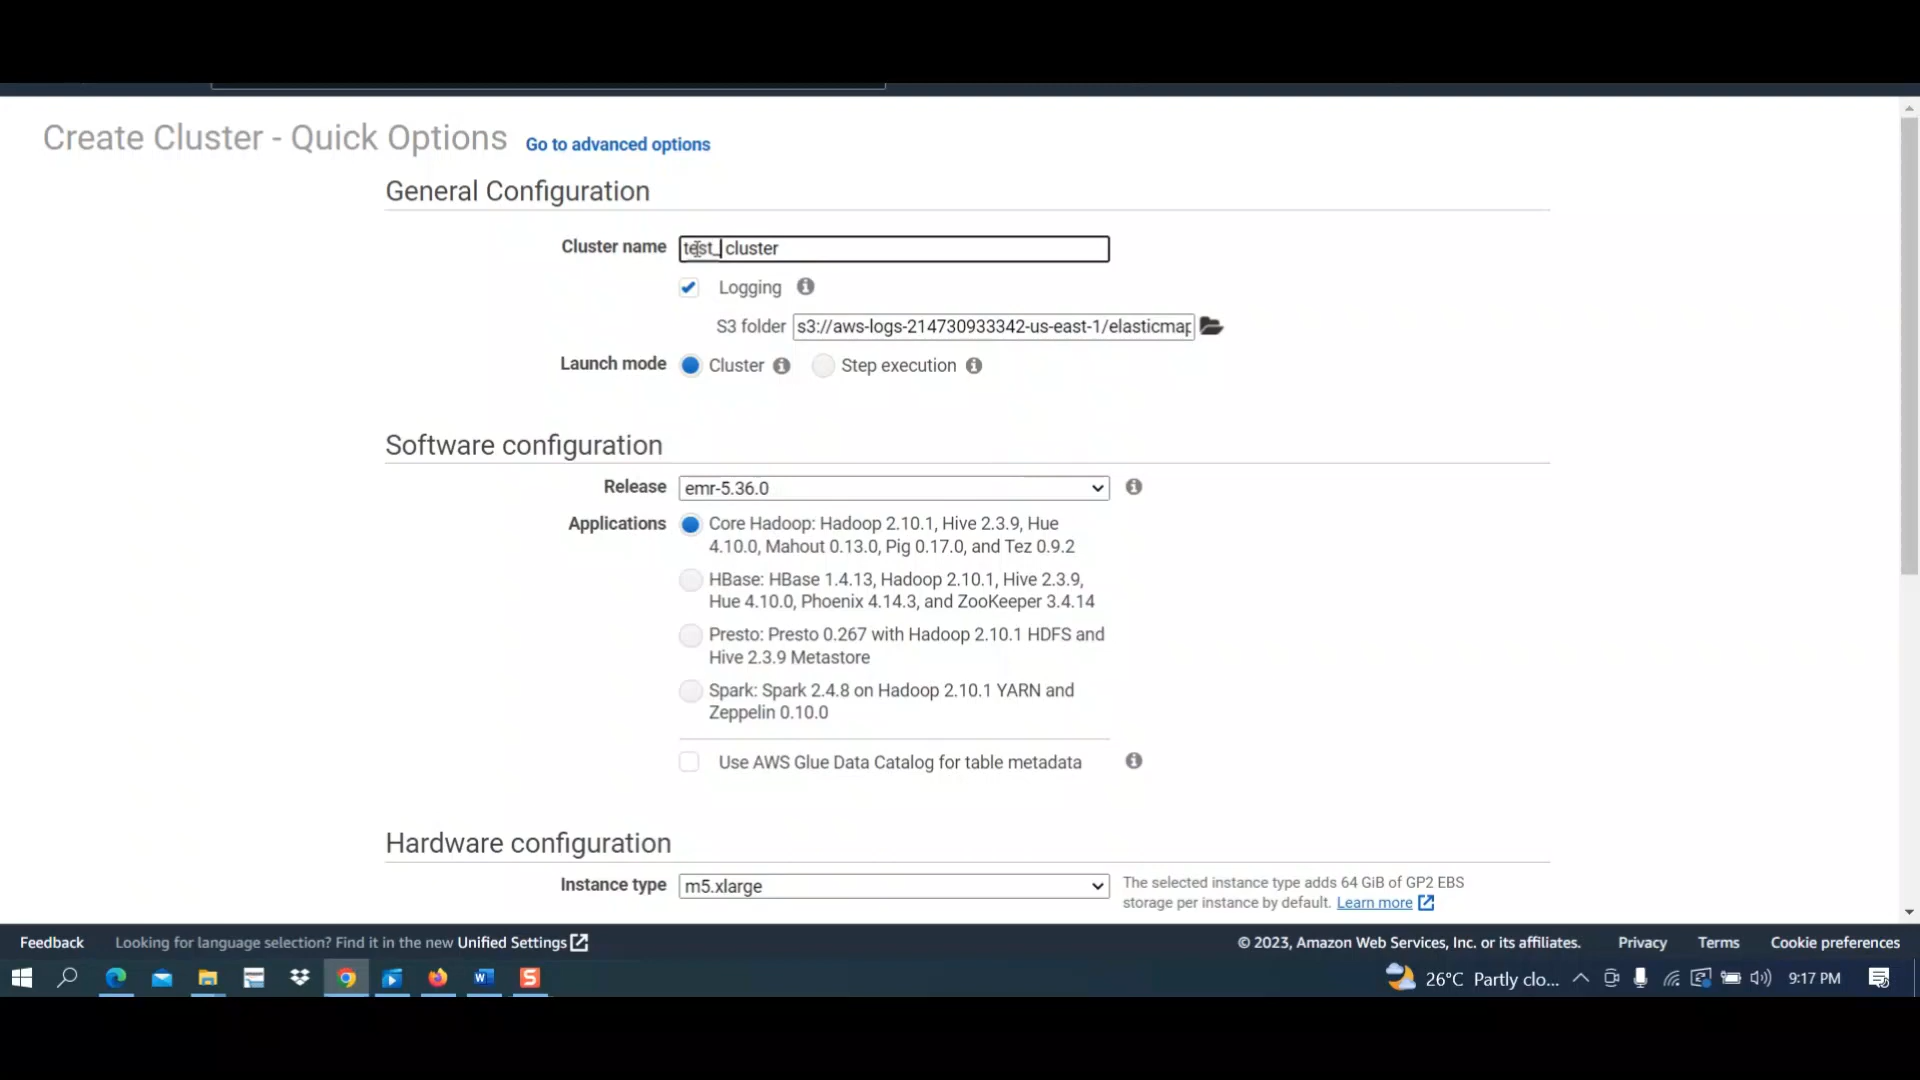 Create Cluster - Quick Options Go to advanced options
General Configuration
Cluster name test_ cluster
Logging
S3 folder s3://aws-logs-214730933342-us-east-1/elasticmap
Launch mode Cluster Step execution
Software configuration
Release emr-5.36.0
Applications Core Hadoop: Hadoop 2.10.1, Hive 2.3.9, Hue
4.10.0, Mahout 0.13.0, Pig 0.17.0, and Tez 0.9.2
HBase: HBase 1.4.13, Hadoop 2.10.1, Hive 2.3.9,
Hue 4.10.0, Phoenix 4.14.3, and ZooKeeper 3.4.14
Presto: Presto 0.267 with Hadoop 2.10.1 HDFS and
Hive 2.3.9 Metastore
Spark: Spark 2.4.8 on Hadoop 2.10.1 YARN and
Zeppelin 0.10.0
Use AWS Glue Data Catalog for table metadata
Hardware configuration
Instance type m5.xlarge
The selected instance type adds 64 GiB of GP2 EBS
storage per instance by default. Learn more
Feedback Looking for language selection? Find it in the new Unified Settings © 2023, Amazon Web Services, Inc. or its affiliates. Privacy Terms Cookie preferences
26°C Partly clo... 9:17 PM